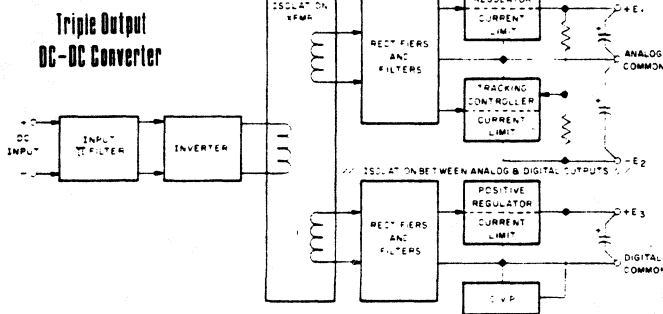 Triple Output
DC-DC Converter
ISOLATION
XFMR
REGULATOR
CURRENT
LIMIT
+E1
RECTIFIERS
AND
FILTERS
ANALOG
COMMON
TRACKING
CONTROLLER
CURRENT
LIMIT
+
DC
INPUT
-
INPUT
π FILTER
INVERTER
-E2
ISOLATION BETWEEN ANALOG & DIGITAL OUTPUTS
POSITIVE
REGULATOR
CURRENT
LIMIT
+E3
RECTIFIERS
AND
FILTERS
DIGITAL
COMMON
O V P